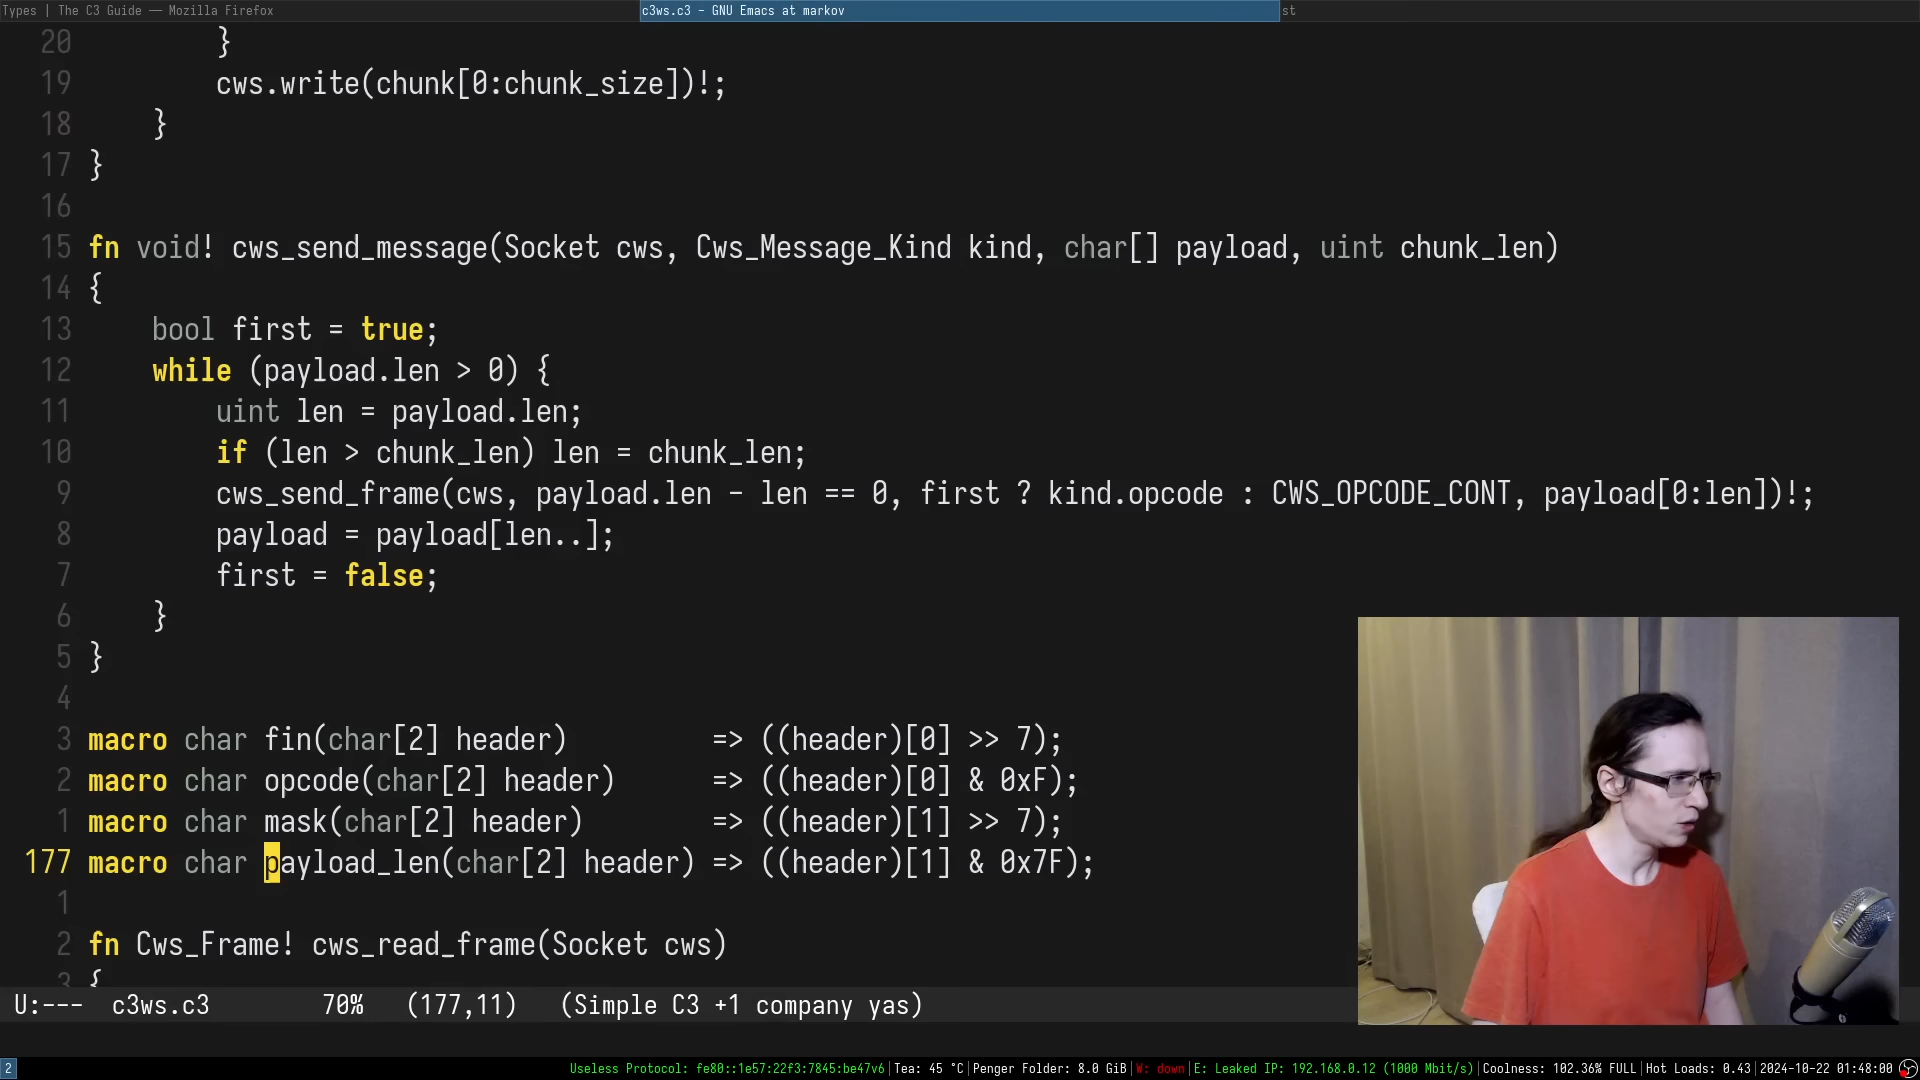 Types | The C3 Guide — Mozilla Firefox
c3ws.c3 - GNU Emacs at markov
st
20 }
19 cws.write(chunk[0:chunk_size])!;
18 }
17 }
16
15 fn void! cws_send_message(Socket cws, Cws_Message_Kind kind, char[] payload, uint chunk_len)
14 {
13 bool first = true;
12 while (payload.len > 0) {
11 uint len = payload.len;
10 if (len > chunk_len) len = chunk_len;
9 cws_send_frame(cws, payload.len - len == 0, first ? kind.opcode : CWS_OPCODE_CONT, payload[0:len])!;
8 payload = payload[len..];
7 first = false;
6 }
5 }
4
3 macro char fin(char[2] header) => ((header)[0] >> 7);
2 macro char opcode(char[2] header) => ((header)[0] & 0xF);
1 macro char mask(char[2] header) => ((header)[1] >> 7);
177 macro char payload_len(char[2] header) => ((header)[1] & 0x7F);
1
2 fn Cws_Frame! cws_read_frame(Socket cws)
3 {
U:--- c3ws.c3 70% (177,11) (Simple C3 +1 company yas)
2
Useless Protocol: fe80::1e57:22f3:7845:be47v6|Tea: 45 °C|Penger Folder: 8.0 GiB|W: down|E: Leaked IP: 192.168.0.12 (1000 Mbit/s)|Coolness: 102.36% FULL|Hot Loads: 0.43|2024-10-22 01:48:00